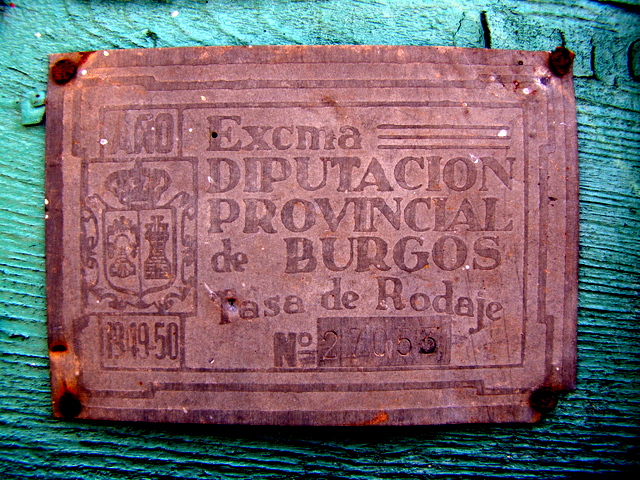 AÑO
Excma
DIPUTACION
PROVINCIAL
de BURGOS
Tasa de Rodaje
1949-50
Nº